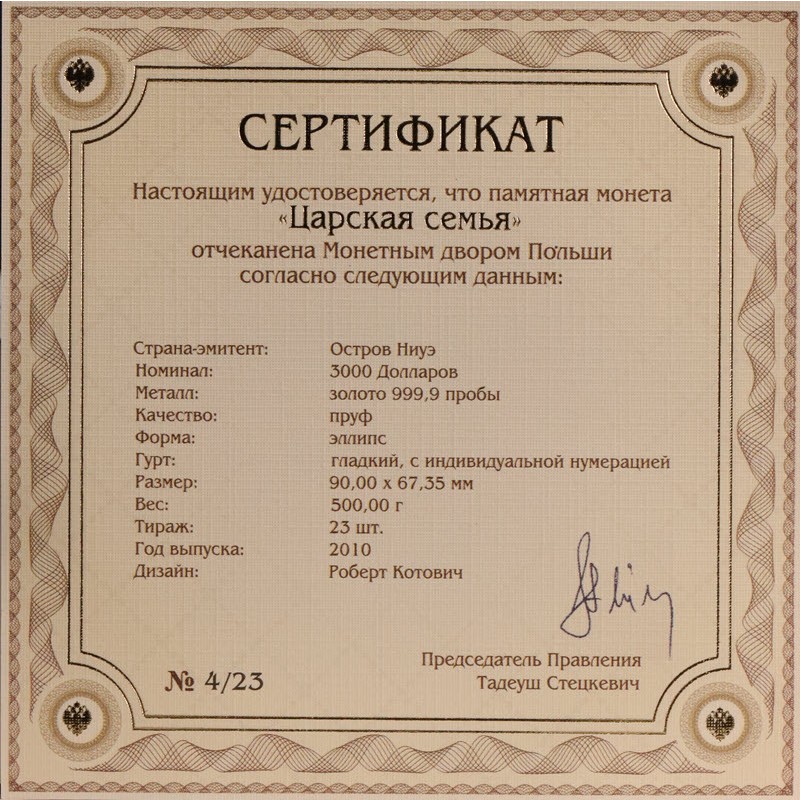 СЕРТИФИКАТ
Настоящим удостоверяется, что памятная монета
«Царская семья»
отчеканена Монетным двором Польши
согласно следующим данным:
Страна-эмитент: Остров Ниуэ
Номинал: 3000 Долларов
Металл: золото 999,9 пробы
Качество: пруф
Форма: эллипс
Гурт: гладкий, с индивидуальной нумерацией
Размер: 90,00 x 67,35 мм
Вес: 500,00 г
Тираж: 23 шт.
Год выпуска: 2010
Дизайн: Роберт Котович
Председатель Правления
Тадеуш Стецкевич
№ 4/23